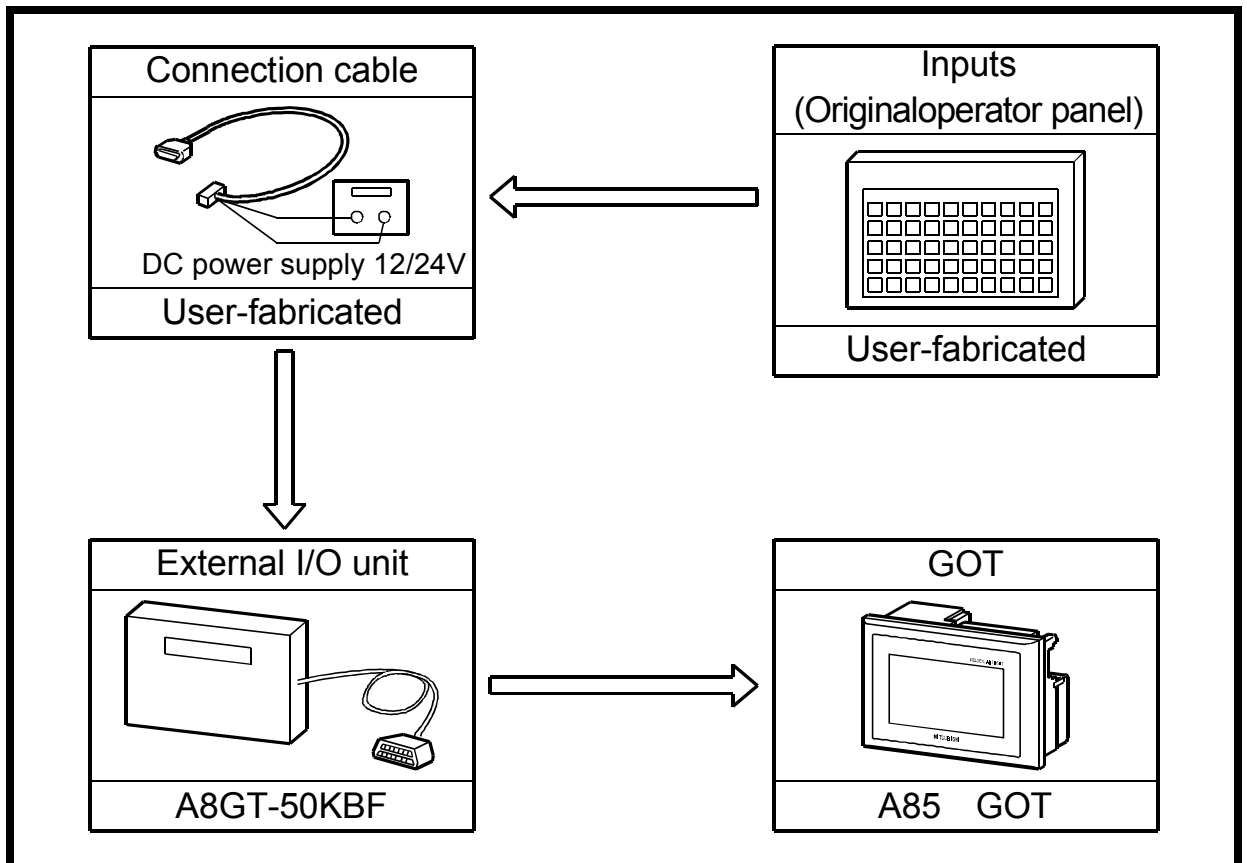 Connection cable
DC power supply 12/24V
User-fabricated
Inputs
(Originaloperator panel)
User-fabricated
External I/O unit
A8GT-50KBF
GOT
MITSUBISHI
A85 GOT